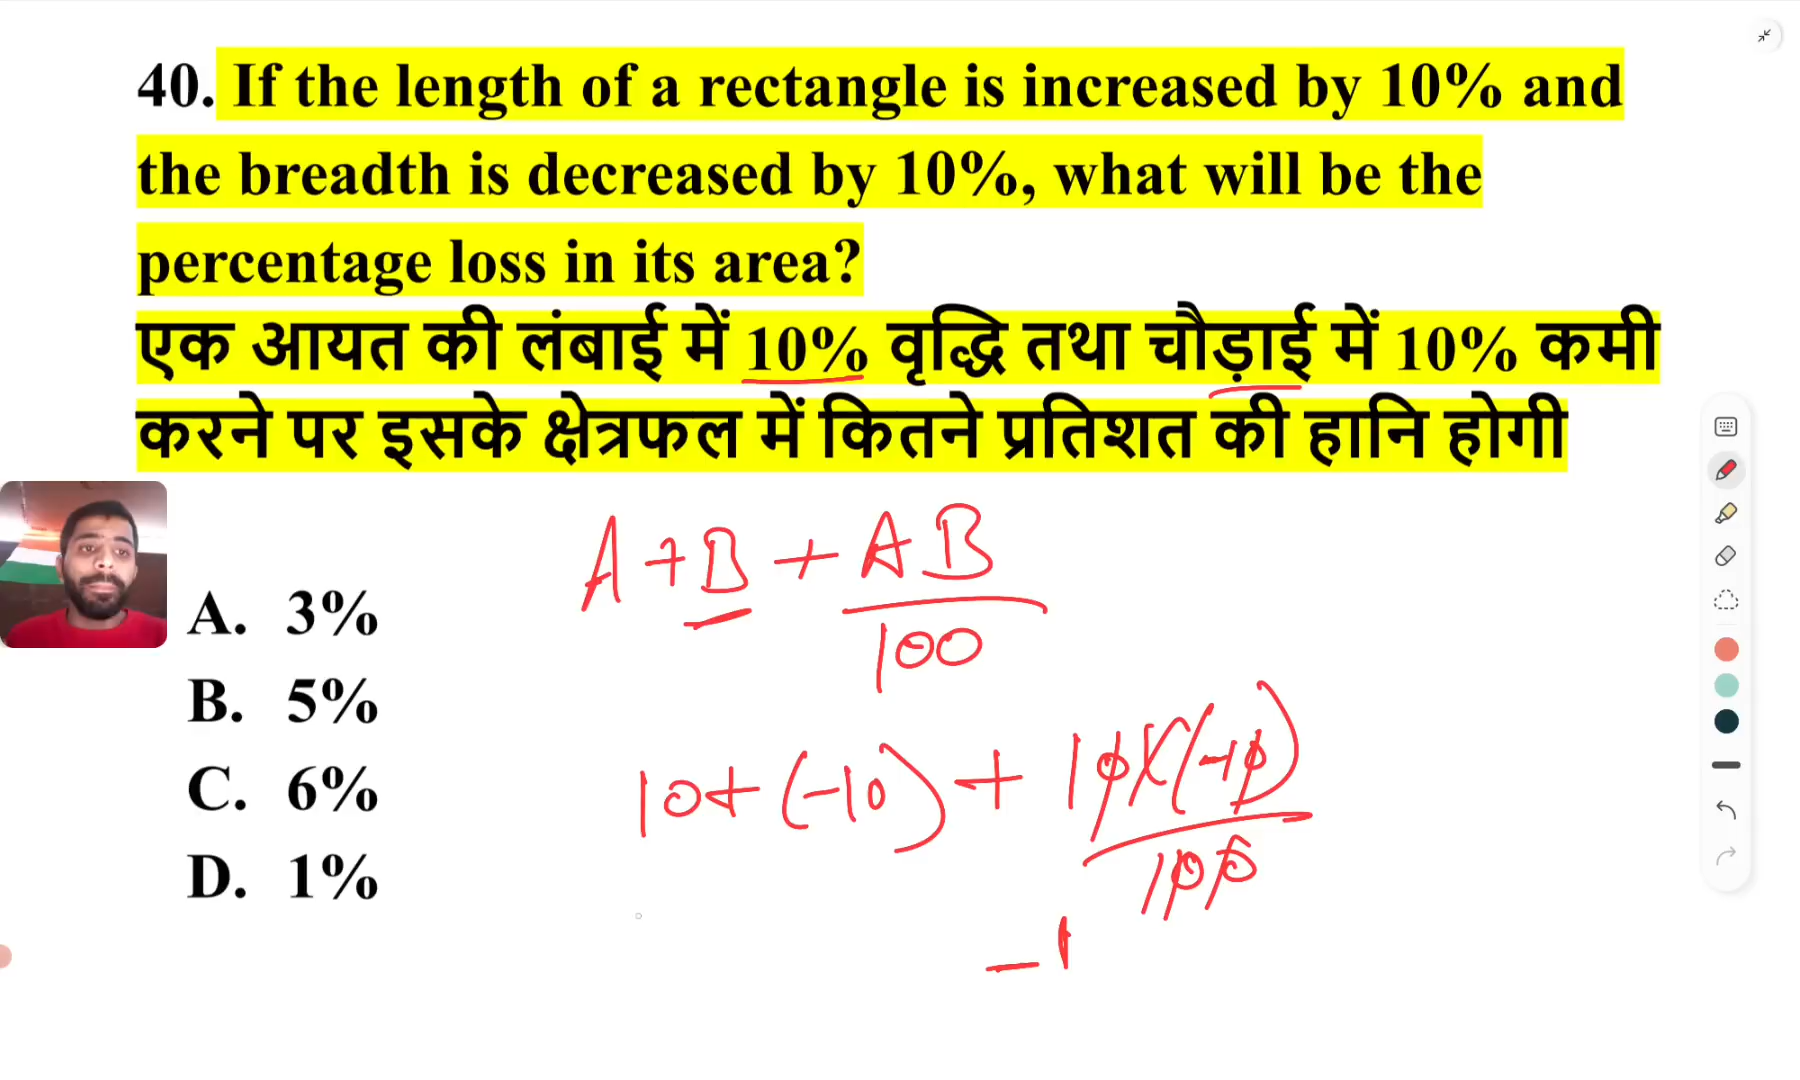 40. If the length of a rectangle is increased by 10% and
the breadth is decreased by 10%, what will be the
percentage loss in its area?
एक आयत की लंबाई में 10% वृद्धि तथा चौड़ाई में 10% कमी
करने पर इसके क्षेत्रफल में कितने प्रतिशत की हानि होगी
A. 3%
B. 5%
C. 6%
D. 1%
A + B + AB
100
10 + (-10) + 10 × (-10)
100
-1